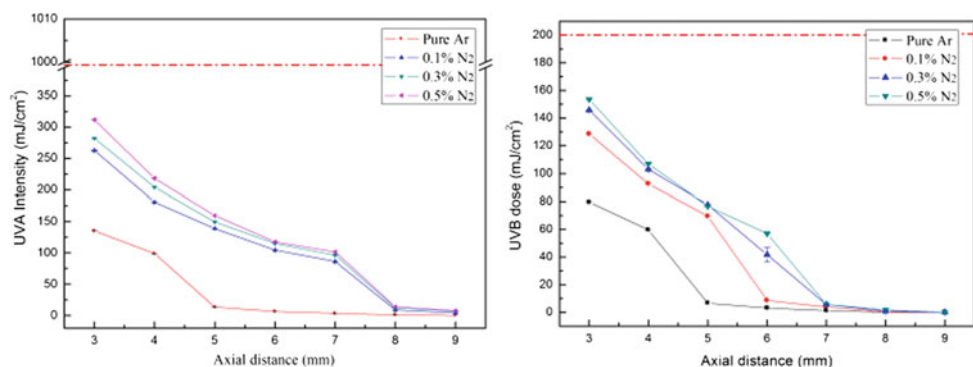 1010
1000
350
300
250
200
150
100
50
0
UVA Intensity (mJ/cm²)
3 4 5 6 7 8 9
Axial distance (mm)
Pure Ar
0.1% N2
0.3% N2
0.5% N2
200
180
160
140
120
100
80
60
40
20
0
UVB dose (mJ/cm²)
3 4 5 6 7 8 9
Axial distance (mm)
Pure Ar
0.1% N2
0.3% N2
0.5% N2